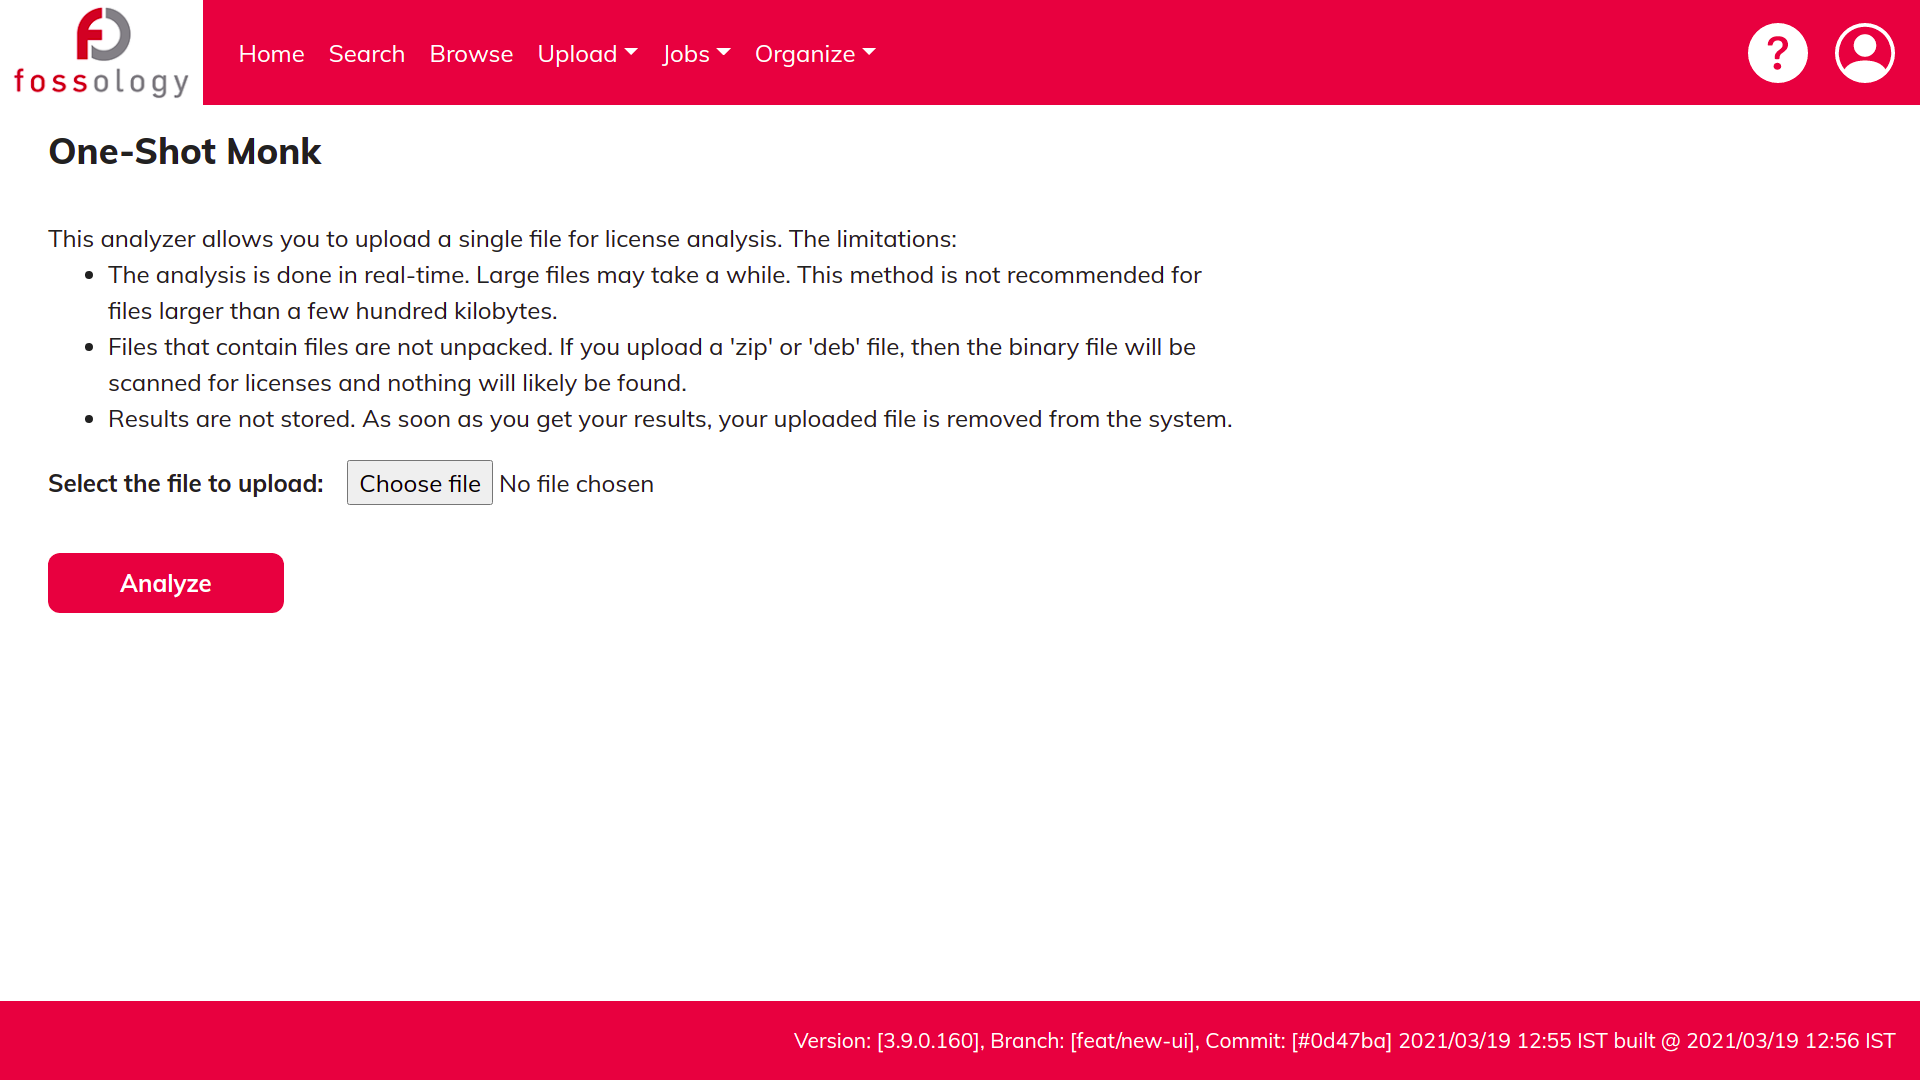 fossology
Home Search Browse Upload Jobs Organize
?
One-Shot Monk
This analyzer allows you to upload a single file for license analysis. The limitations:
The analysis is done in real-time. Large files may take a while. This method is not recommended for
files larger than a few hundred kilobytes.
Files that contain files are not unpacked. If you upload a 'zip' or 'deb' file, then the binary file will be
scanned for licenses and nothing will likely be found.
Results are not stored. As soon as you get your results, your uploaded file is removed from the system.
Select the file to upload: Choose file No file chosen
Analyze
Version: [3.9.0.160], Branch: [feat/new-ui], Commit: [#0d47ba] 2021/03/19 12:55 IST built @ 2021/03/19 12:56 IST